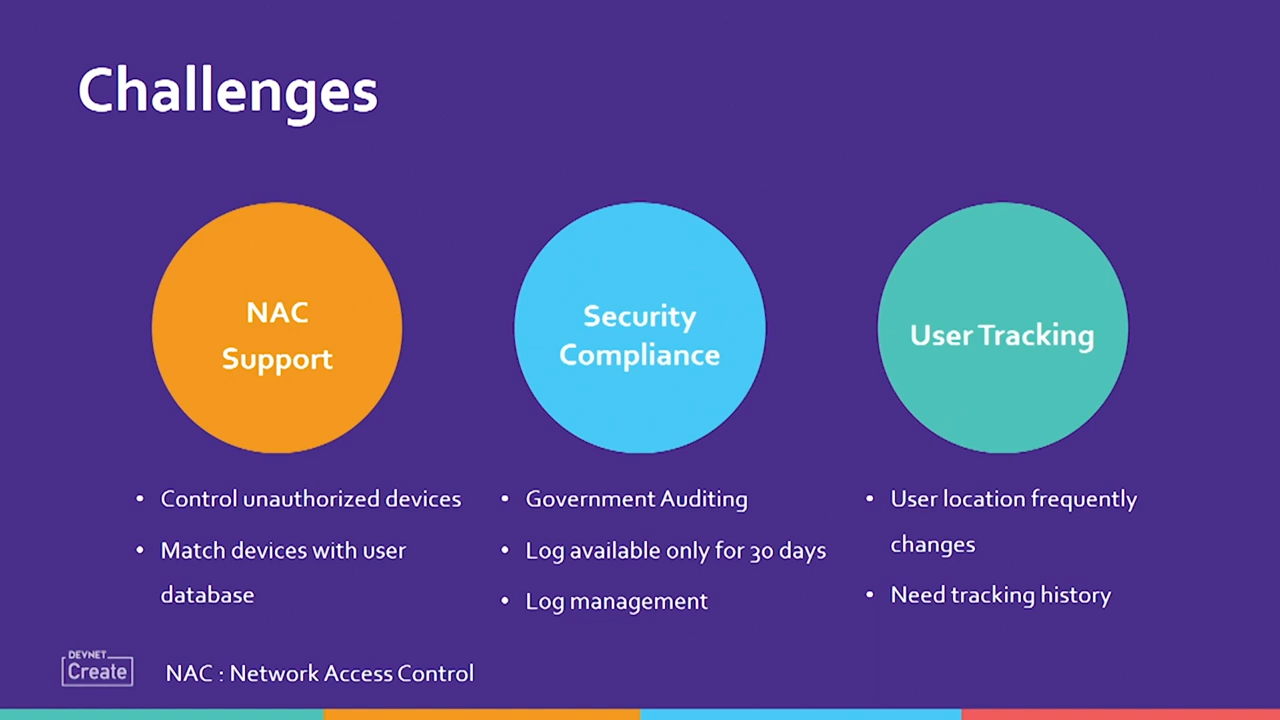 Challenges
NAC
Support
Security
Compliance
User Tracking
• Control unauthorized devices
• Match devices with user
database
• Government Auditing
• Log available only for 30 days
• Log management
• User location frequently
changes
• Need tracking history
DEVNET
Create
NAC : Network Access Control